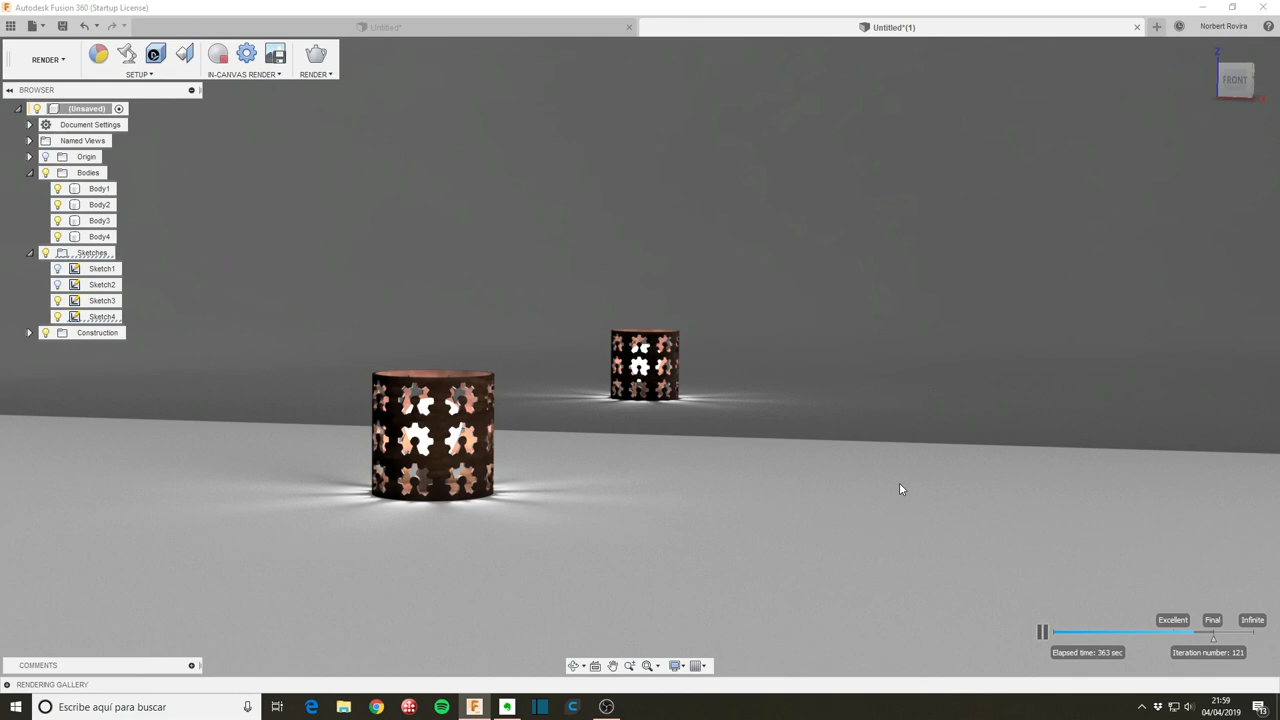 Autodesk Fusion 360 (Startup License)
Untitled*
Untitled*(1)
Norbert Rovira
RENDER
SETUP
IN-CANVAS RENDER
RENDER
BROWSER
(Unsaved)
Document Settings
Named Views
Origin
Bodies
Body1
Body2
Body3
Body4
Sketches
Sketch1
Sketch2
Sketch3
Sketch4
Construction
Z
FRONT
X
Excellent
Final
Infinite
Elapsed time: 363 sec
Iteration number: 121
COMMENTS
RENDERING GALLERY
Escribe aquí para buscar
21:59
04/04/2019
13